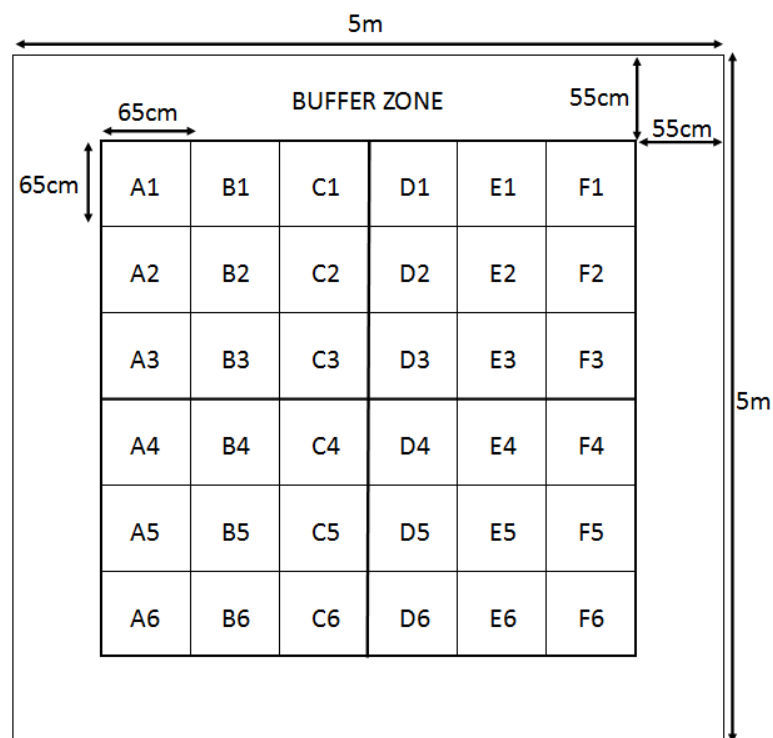 5m
BUFFER ZONE
55cm
65cm
55cm
65cm
A1 B1 C1 D1 E1 F1
A2 B2 C2 D2 E2 F2
A3 B3 C3 D3 E3 F3
5m
A4 B4 C4 D4 E4 F4
A5 B5 C5 D5 E5 F5
A6 B6 C6 D6 E6 F6